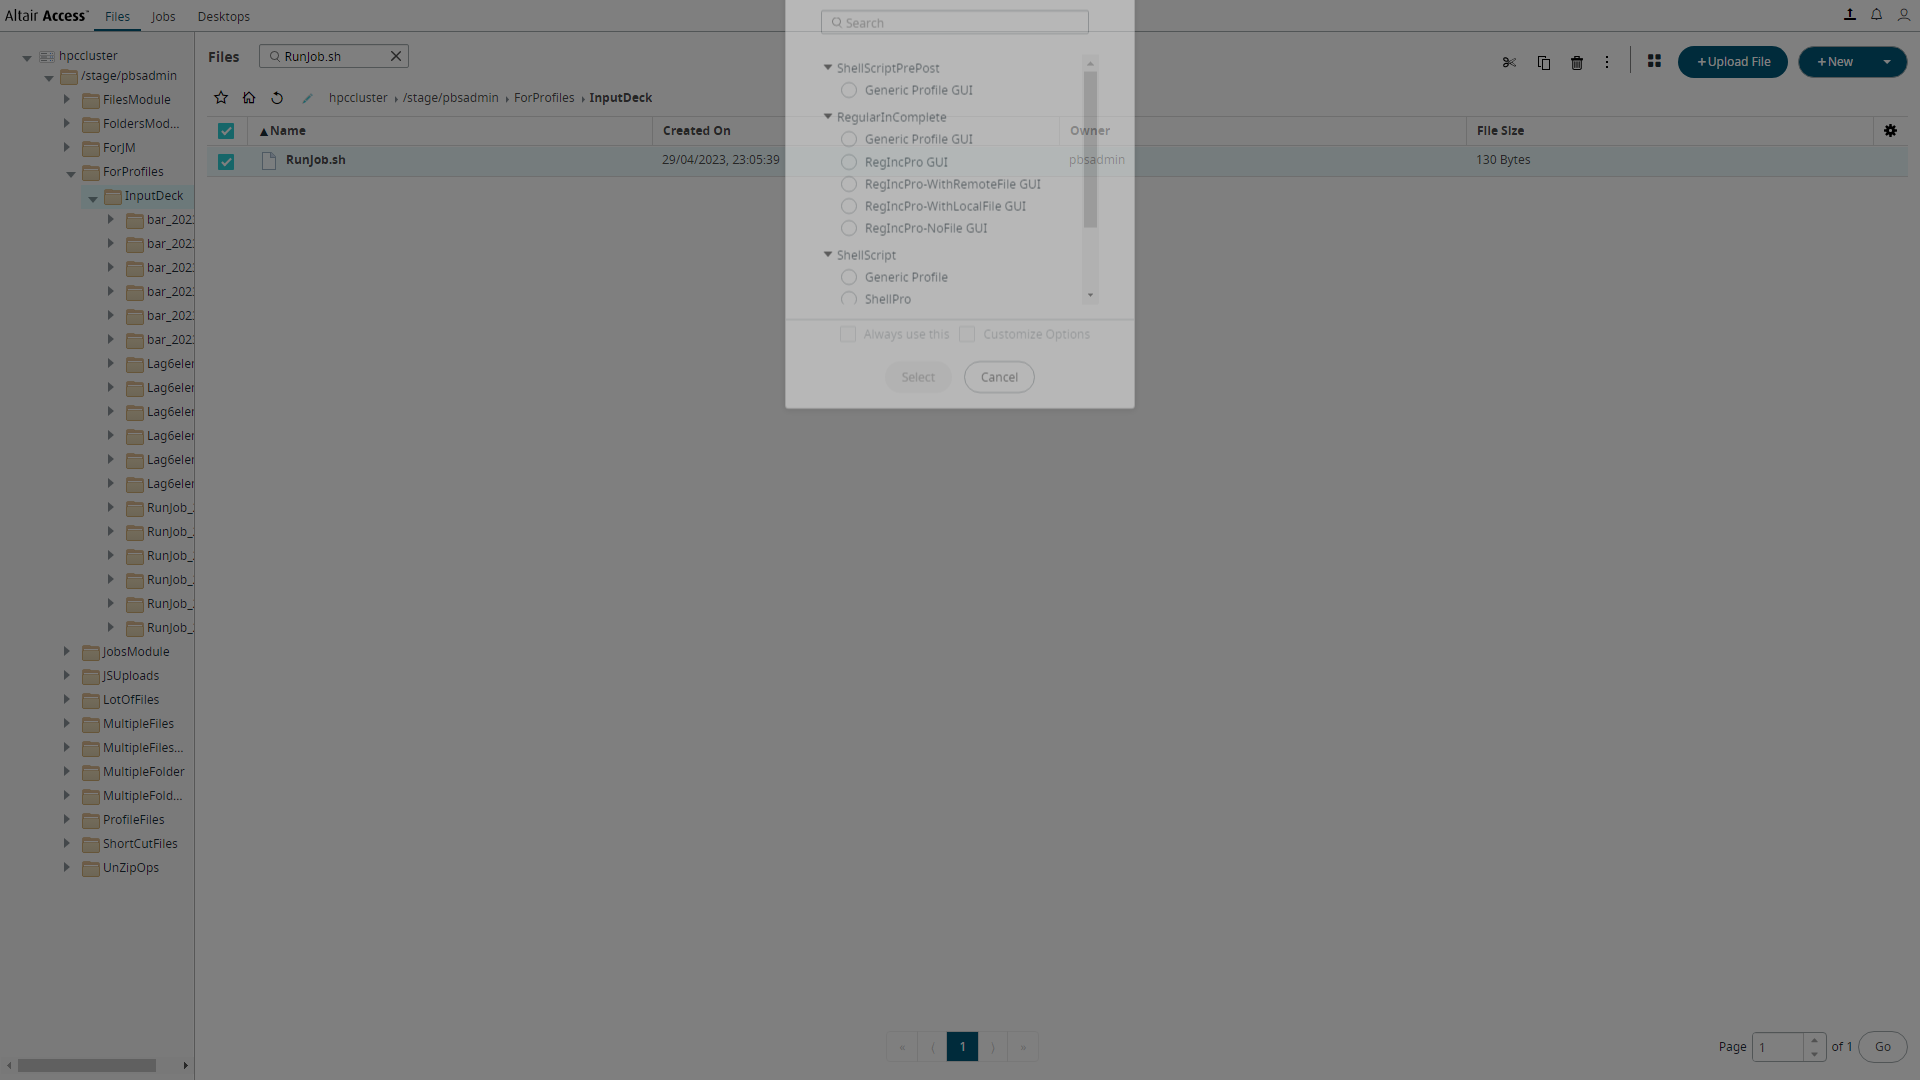 Altair Access™ Files Jobs Desktops
hpccluster
/stage/pbsadmin
FilesModule
FoldersMod...
ForJM
ForProfiles
InputDeck
bar_202
bar_202
bar_202
bar_202
bar_202
bar_202
Lag6eler
Lag6eler
Lag6eler
Lag6eler
Lag6eler
Lag6eler
RunJob_
RunJob_
RunJob_
RunJob_
RunJob_
RunJob_
JobsModule
JSUploads
LotOfFiles
MultipleFiles
MultipleFiles...
MultipleFolder
MultipleFold...
ProfileFiles
ShortCutFiles
UnZipOps
Files RunJob.sh
+Upload File +New
hpccluster › /stage/pbsadmin › ForProfiles › InputDeck
Name Created On Owner File Size
RunJob.sh 29/04/2023, 23:05:39 pbsadmin 130 Bytes
Search
ShellScriptPrePost
Generic Profile GUI
RegularInComplete
Generic Profile GUI
RegIncPro GUI
RegIncPro-WithRemoteFile GUI
RegIncPro-WithLocalFile GUI
RegIncPro-NoFile GUI
ShellScript
Generic Profile
ShellPro
Always use this Customize Options
Select Cancel
« ⟨ 1 ⟩ »
Page 1 of 1 Go